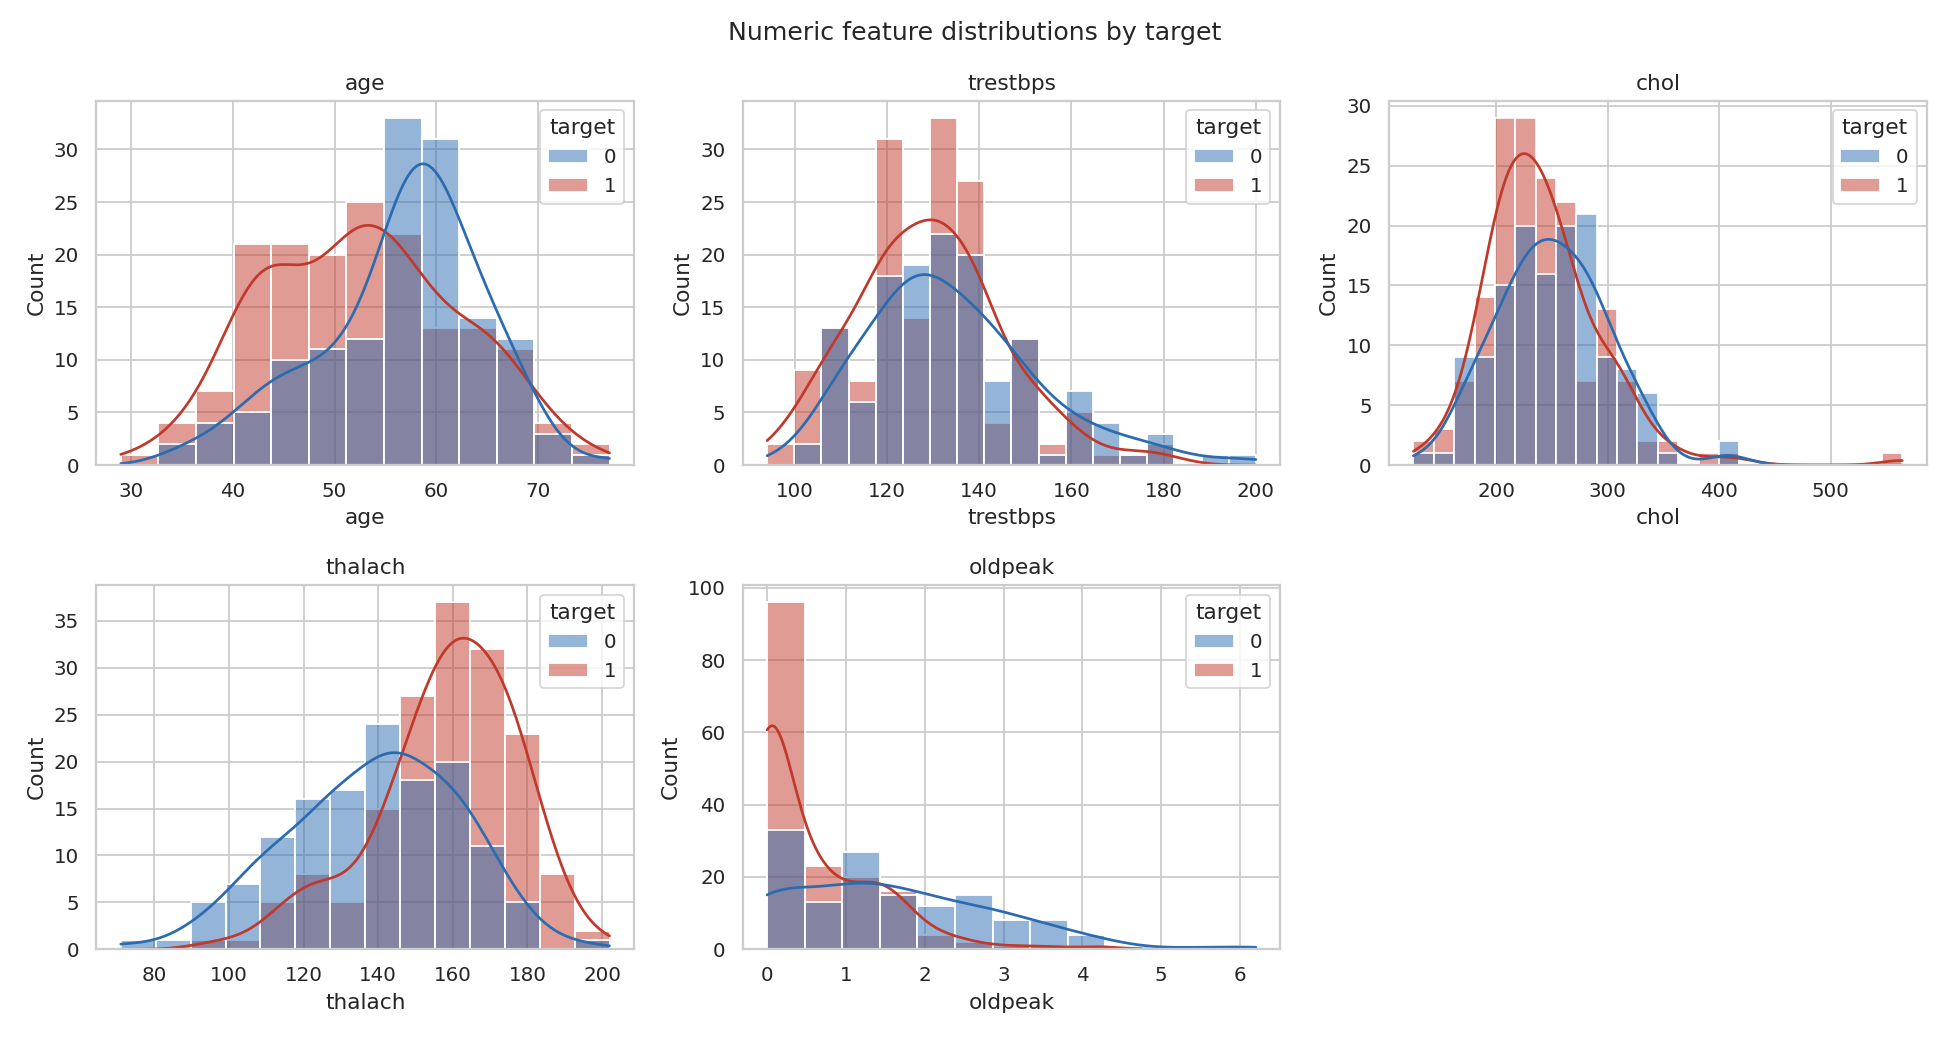 Numeric feature distributions by target
age
target
0
1
Count
0
5
10
15
20
25
30
30 40 50 60 70
age
trestbps
target
0
1
Count
0
5
10
15
20
25
30
100 120 140 160 180 200
trestbps
chol
target
0
1
Count
0
5
10
15
20
25
30
200 300 400 500
chol
thalach
target
0
1
Count
0
5
10
15
20
25
30
35
80 100 120 140 160 180 200
thalach
oldpeak
target
0
1
Count
0
20
40
60
80
100
0 1 2 3 4 5 6
oldpeak